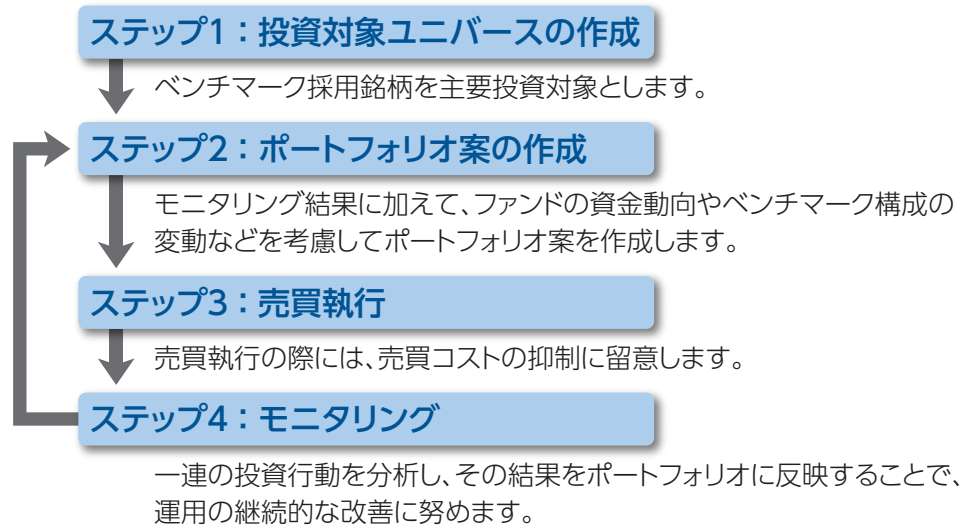 ステップ1：投資対象ユニバースの作成
ベンチマーク採用銘柄を主要投資対象とします。
ステップ2：ポートフォリオ案の作成
モニタリング結果に加えて、ファンドの資金動向やベンチマーク構成の
変動などを考慮してポートフォリオ案を作成します。
ステップ3：売買執行
売買執行の際には、売買コストの抑制に留意します。
ステップ4：モニタリング
一連の投資行動を分析し、その結果をポートフォリオに反映することで、
運用の継続的な改善に努めます。